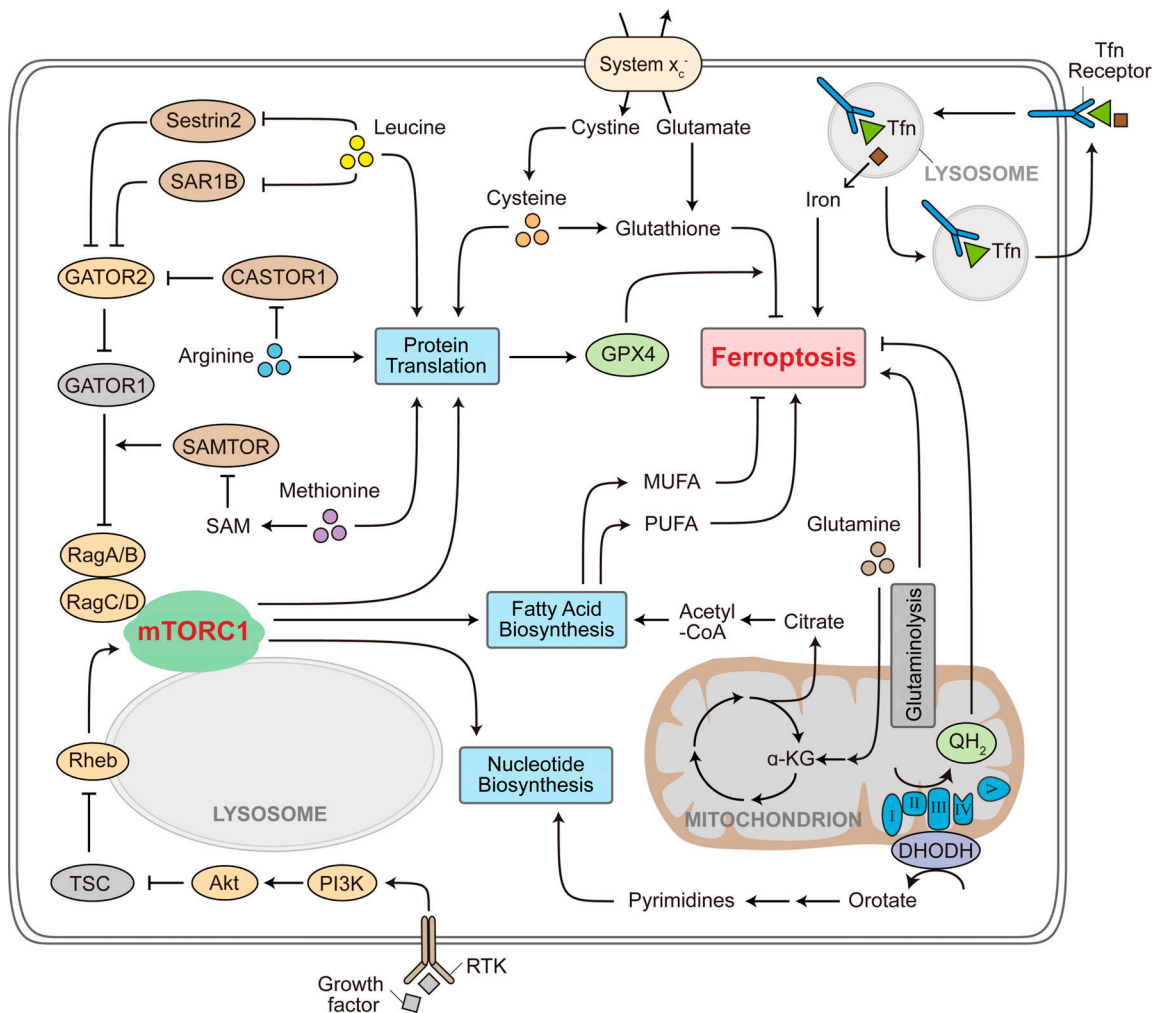 System x_c^-
Tfn
Receptor
Sestrin2
Leucine
Cystine
Glutamate
Tfn
LYSOSOME
SAR1B
Cysteine
Iron
Glutathione
Tfn
GATOR2
CASTOR1
Arginine
Protein
Translation
GPX4
Ferroptosis
GATOR1
SAMTOR
Methionine
SAM
MUFA
PUFA
Glutamine
RagA/B
RagC/D
mTORC1
Fatty Acid
Biosynthesis
Acetyl
-CoA
Citrate
Glutaminolysis
Rheb
α-KG
QH₂
Nucleotide
Biosynthesis
LYSOSOME
MITOCHONDRION
I
II
III
IV
V
DHODH
TSC
Akt
PI3K
Pyrimidines
Orotate
RTK
Growth
factor